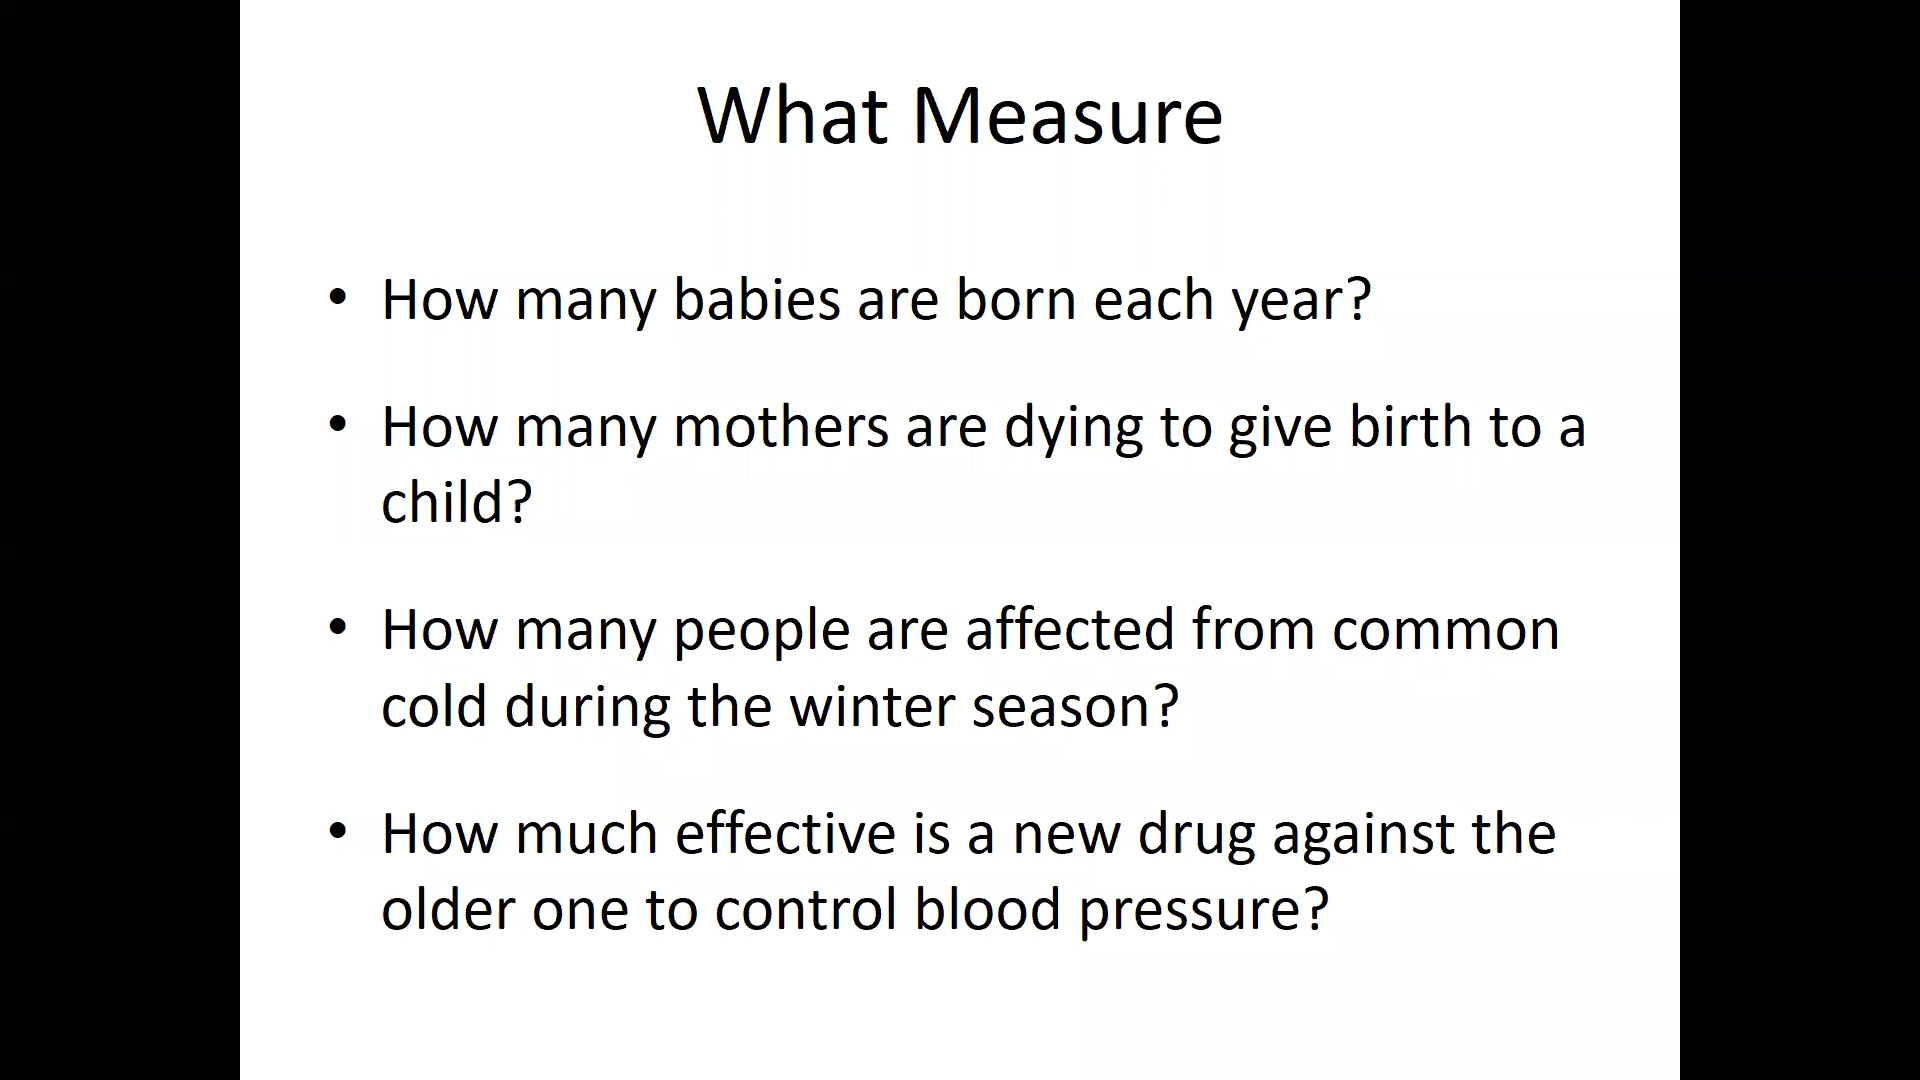 What Measure
• How many babies are born each year?
• How many mothers are dying to give birth to a
child?
• How many people are affected from common
cold during the winter season?
• How much effective is a new drug against the
older one to control blood pressure?